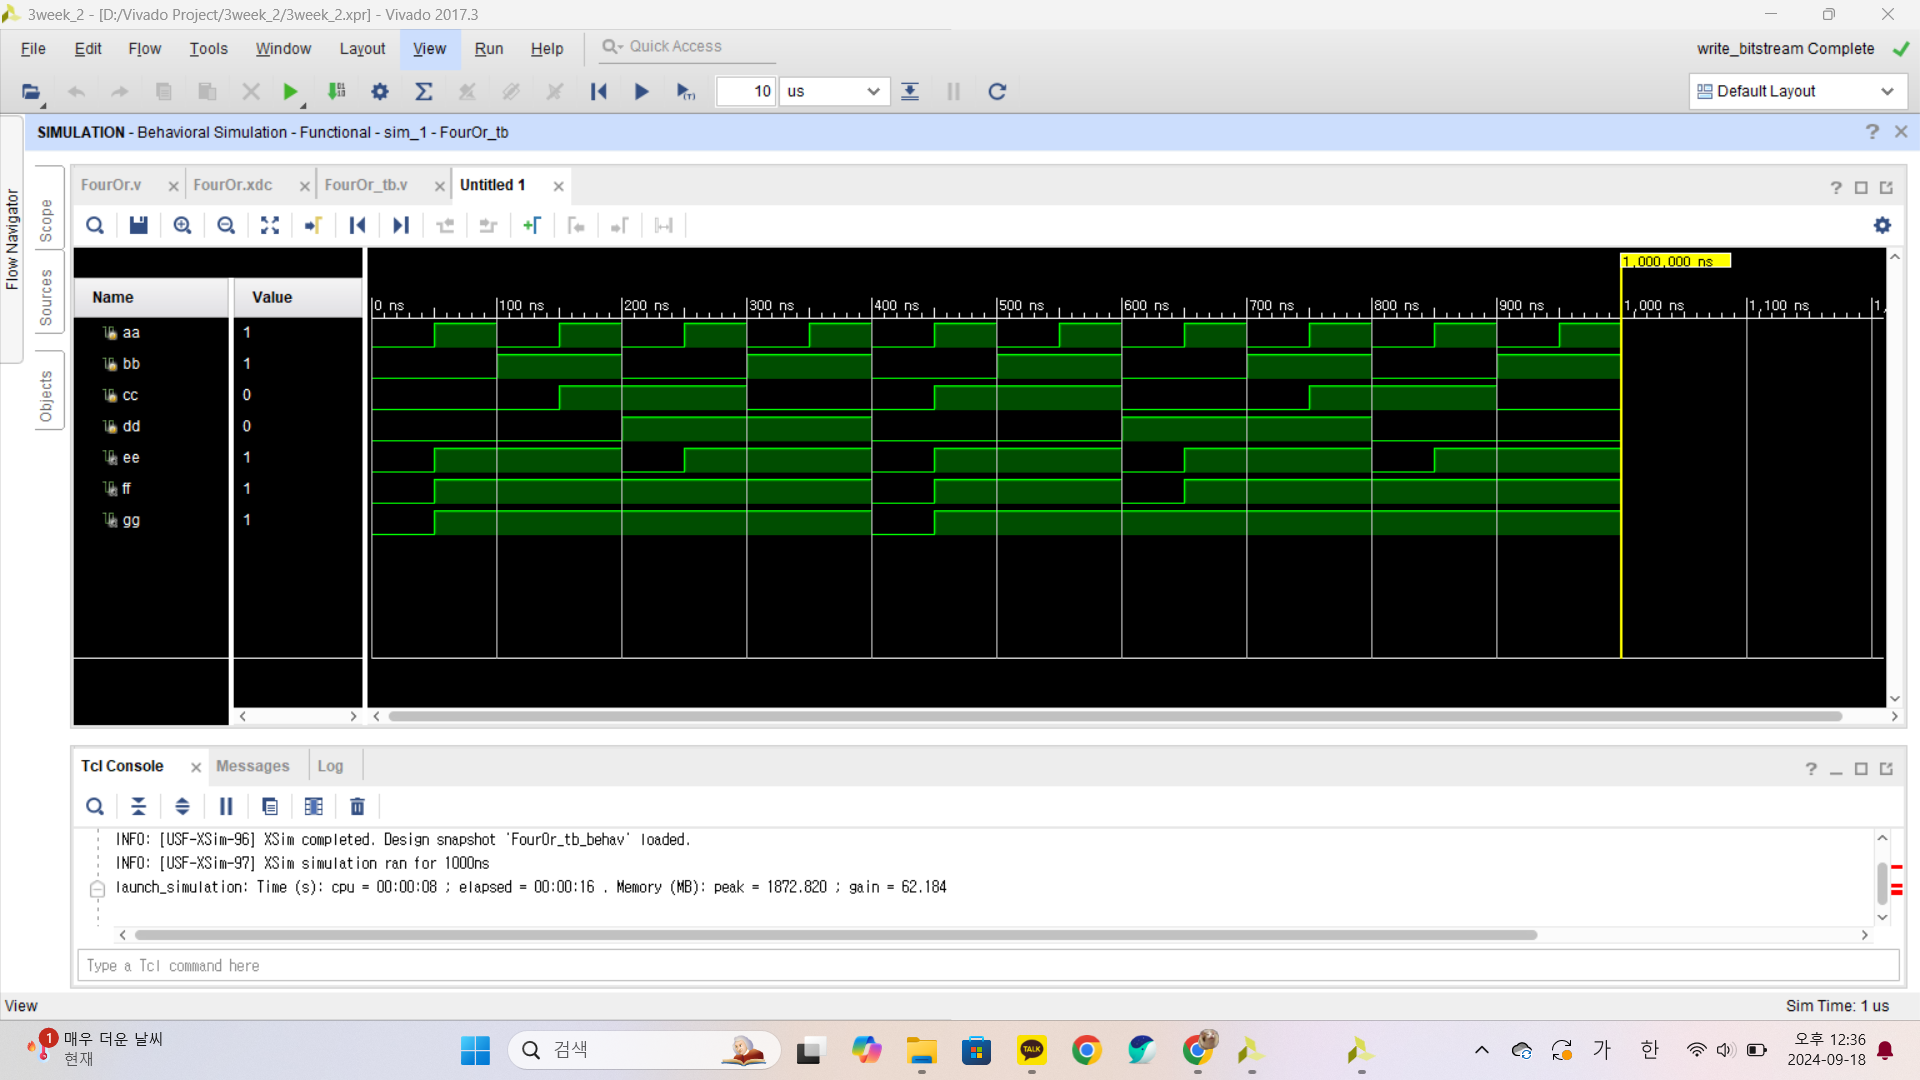 3week_2 - [D:/Vivado Project/3week_2/3week_2.xpr] - Vivado 2017.3
File Edit Flow Tools Window Layout View Run Help Quick Access write_bitstream Complete
10 us Default Layout
SIMULATION - Behavioral Simulation - Functional - sim_1 - FourOr_tb
Flow Navigator
Scope
Sources
Objects
FourOr.v FourOr.xdc FourOr_tb.v Untitled 1
1,000,000 ns
Name Value
0 ns 100 ns 200 ns 300 ns 400 ns 500 ns 600 ns 700 ns 800 ns 900 ns 1,000 ns 1,100 ns 1,
aa 1
bb 1
cc 0
dd 0
ee 1
ff 1
gg 1
Tcl Console Messages Log
INFO: [USF-XSim-96] XSim completed. Design snapshot 'FourOr_tb_behav' loaded.
INFO: [USF-XSim-97] XSim simulation ran for 1000ns
launch_simulation: Time (s): cpu = 00:00:08 ; elapsed = 00:00:16 . Memory (MB): peak = 1872.820 ; gain = 62.184
Type a Tcl command here
View Sim Time: 1 us
1 매우 더운 날씨
현재
검색
TALK
가 한
오후 12:36
2024-09-18